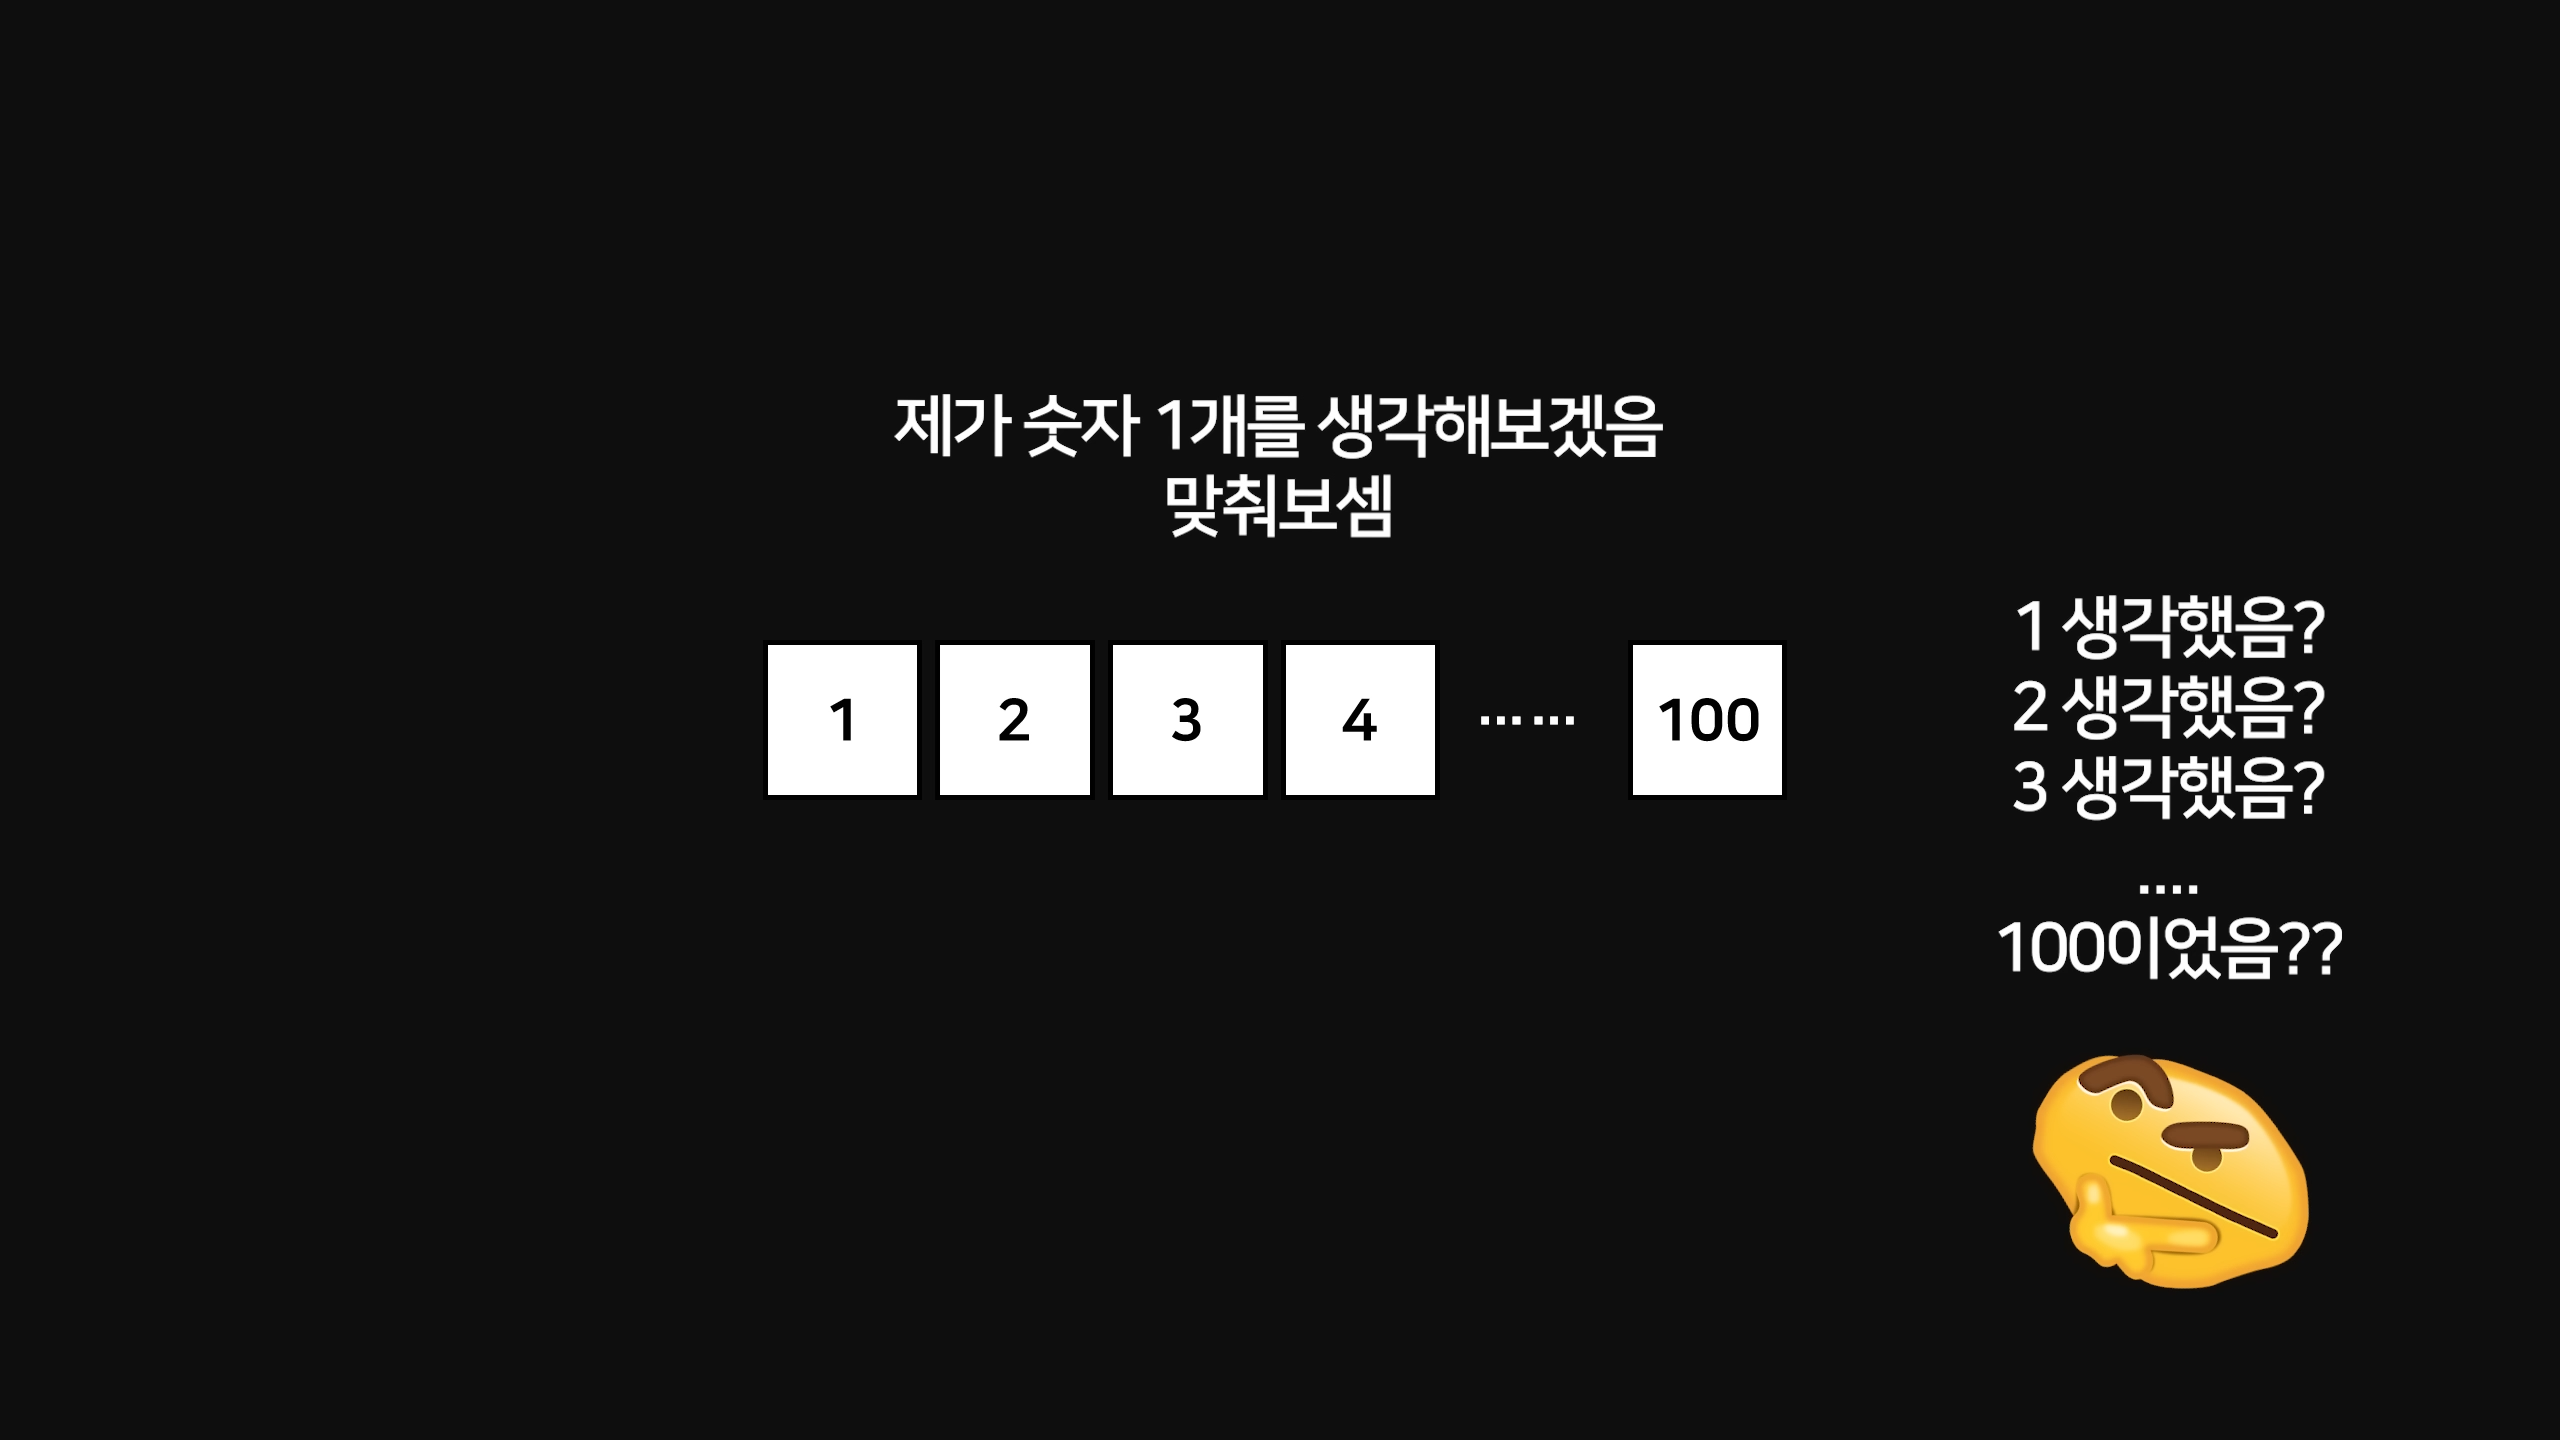 제가 숫자 1개를 생각해보겠음
맞춰보셈
1 2 3 4 ⋯⋯ 100
1 생각했음?
2 생각했음?
3 생각했음?
....
100이었음??